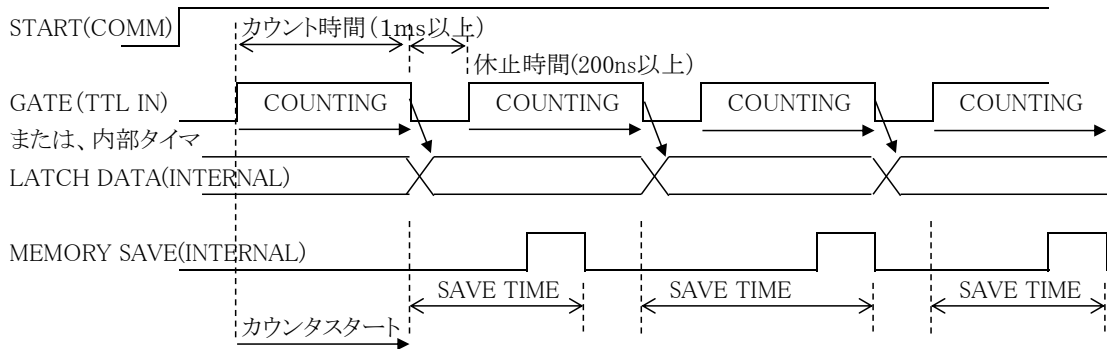 START(COMM)
カウント時間（1ms以上）
休止時間(200ns以上)
GATE（TTL IN)
COUNTING COUNTING COUNTING COUNTING
または、内部タイマ
LATCH DATA(INTERNAL)
MEMORY SAVE(INTERNAL)
SAVE TIME SAVE TIME SAVE TIME
カウンタスタート